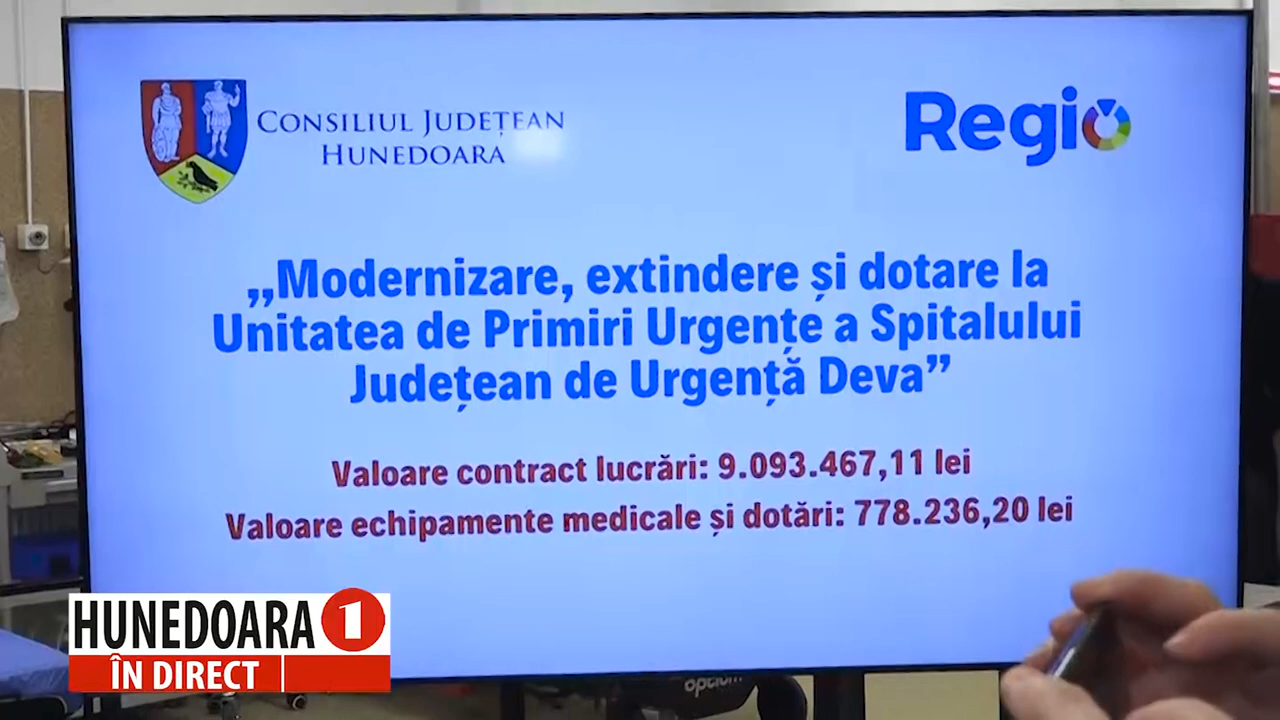 CONSILIUL JUDEȚEAN
HUNEDOARA
Regio
„Modernizare, extindere și dotare la
Unitatea de Primiri Urgențe a Spitalului
Județean de Urgență Deva”
Valoare contract lucrări: 9.093.467,11 lei
Valoare echipamente medicale și dotări: 778.236,20 lei
HUNEDOARA 1
ÎN DIRECT
optium